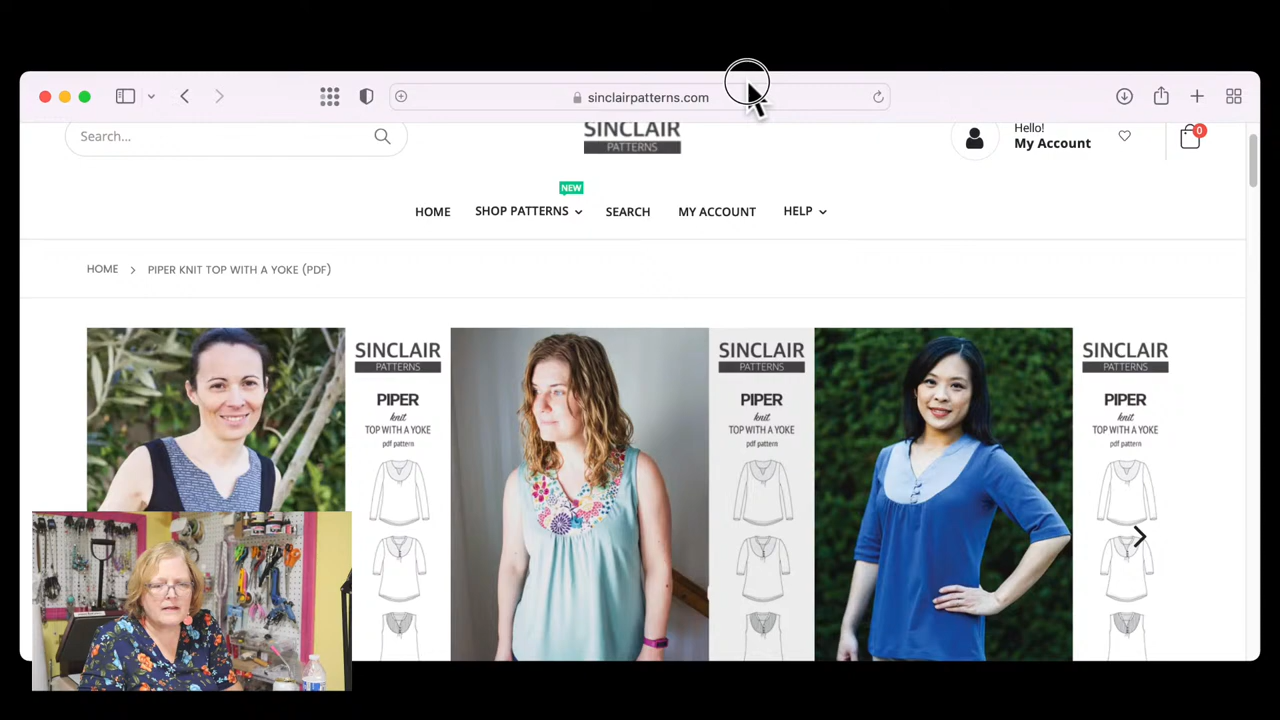 sinclairpatterns.com
Search...
SINCLAIR
PATTERNS
Hello!
My Account
0
NEW
HOME
SHOP PATTERNS
SEARCH
MY ACCOUNT
HELP
HOME
PIPER KNIT TOP WITH A YOKE (PDF)
SINCLAIR
PATTERNS
PIPER
knit
TOP WITH A YOKE
pdf pattern
SINCLAIR
PATTERNS
PIPER
knit
TOP WITH A YOKE
pdf pattern
SINCLAIR
PATTERNS
PIPER
knit
TOP WITH A YOKE
pdf pattern